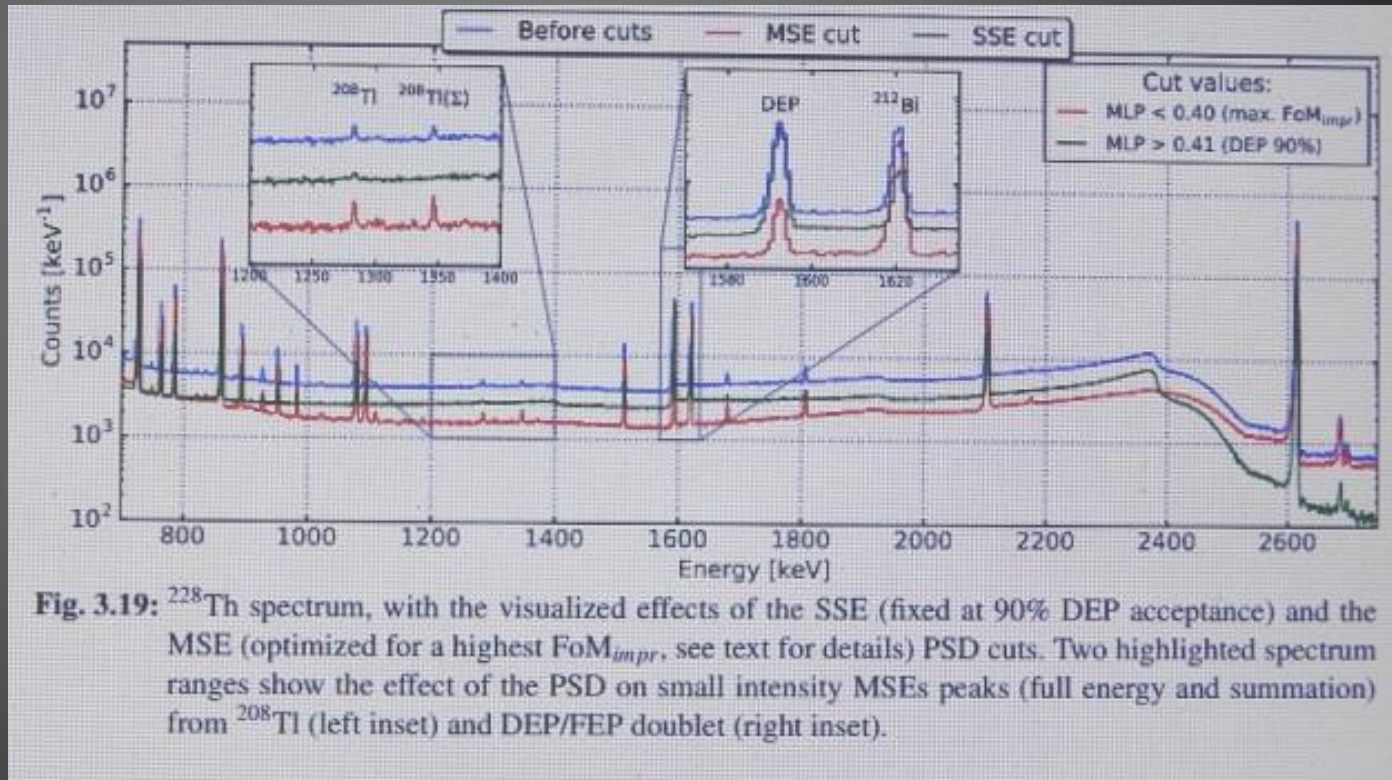 Before cuts MSE cut SSE cut
Cut values:
MLP < 0.40 (max. FoM_impr)
MLP > 0.41 (DEP 90%)
²⁰⁸Tl ²⁰⁸Tl(Σ)
DEP ²¹²Bi
10⁷
10⁶
10⁵
10⁴
10³
10²
Counts [keV⁻¹]
1200 1250 1300 1350 1400
1580 1600 1620
800 1000 1200 1400 1600 1800 2000 2200 2400 2600
Energy [keV]
Fig. 3.19: ²²⁸Th spectrum, with the visualized effects of the SSE (fixed at 90% DEP acceptance) and the
MSE (optimized for a highest FoM_impr, see text for details) PSD cuts. Two highlighted spectrum
ranges show the effect of the PSD on small intensity MSEs peaks (full energy and summation)
from ²⁰⁸Tl (left inset) and DEP/FEP doublet (right inset).